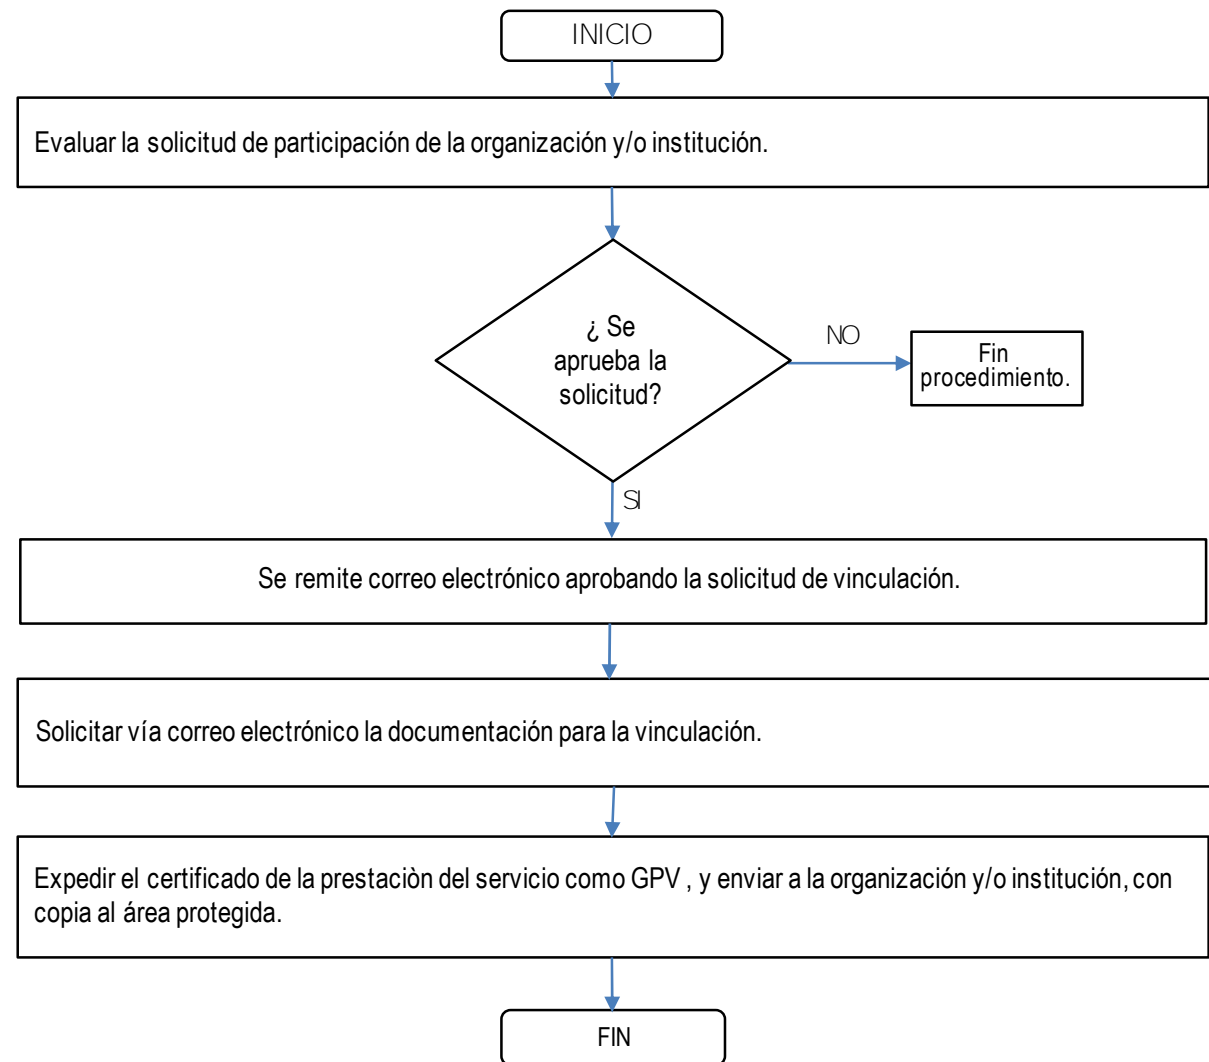 INICIO
Evaluar la solicitud de participación de la organización y/o institución.
¿ Se
aprueba la
solicitud?
NO
Fin
procedimiento.
SI
Se remite correo electrónico aprobando la solicitud de vinculación.
Solicitar vía correo electrónico la documentación para la vinculación.
Expedir el certificado de la prestaciòn del servicio como GPV , y enviar a la organización y/o institución, con
copia al área protegida.
FIN